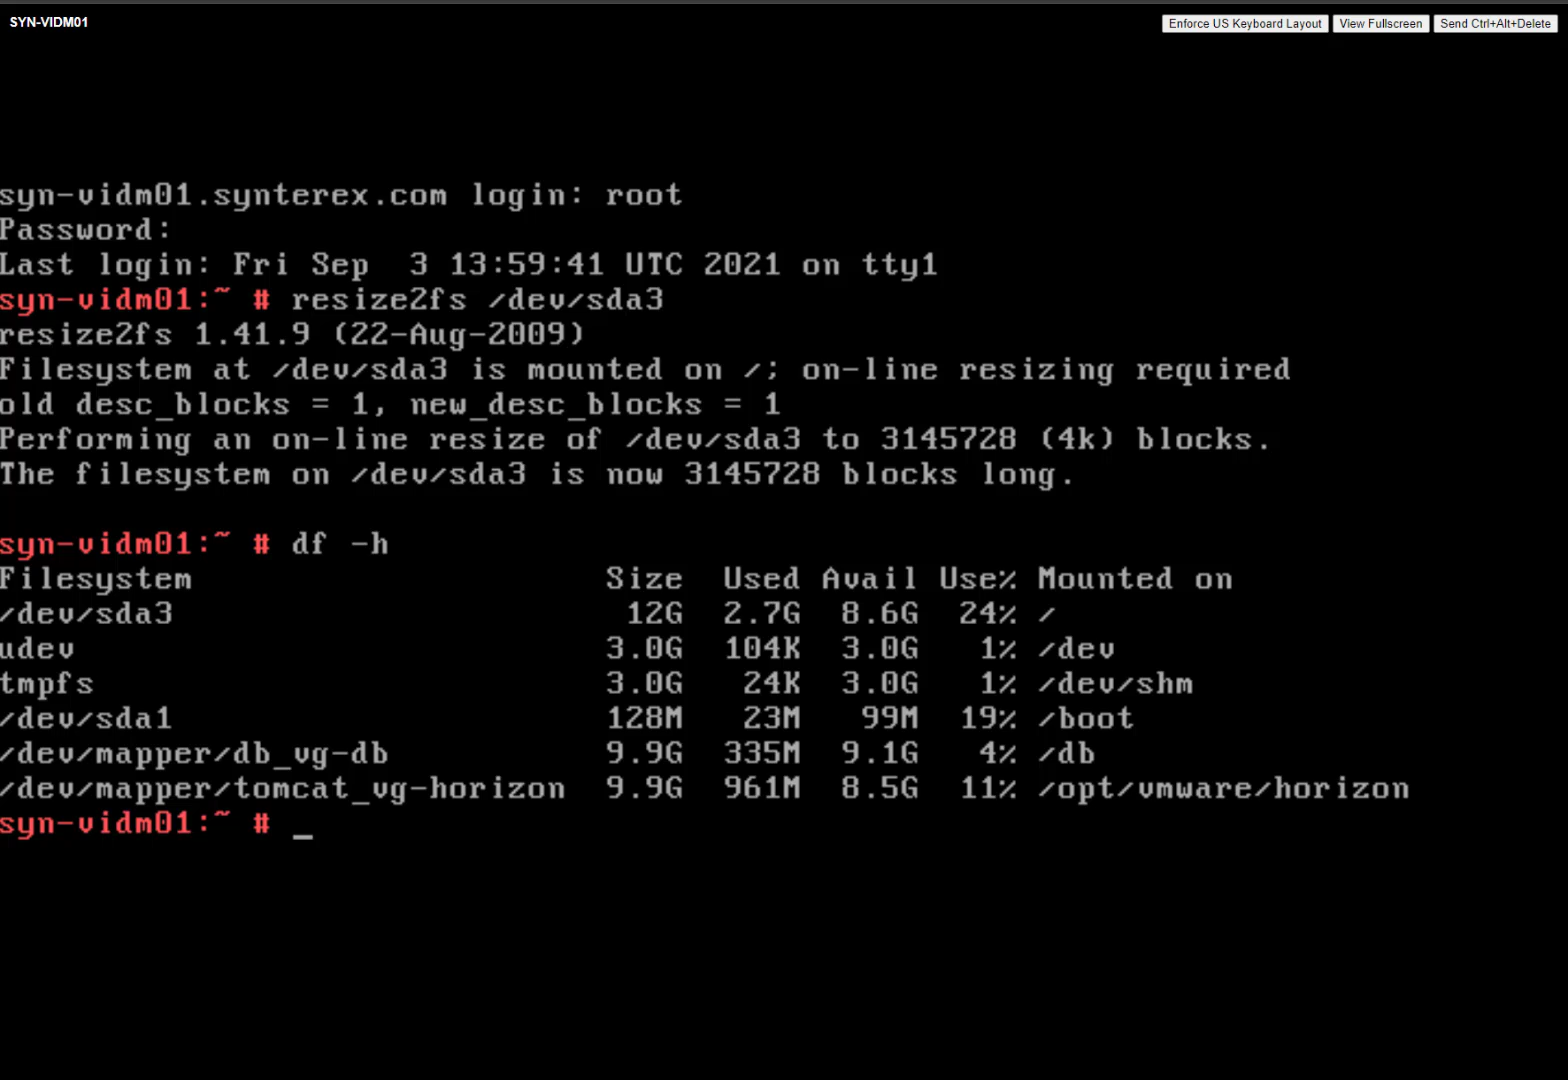 SYN-VIDM01
Enforce US Keyboard Layout View Fullscreen Send Ctrl+Alt+Delete
syn-vidm01.synterex.com login: root
Password:
Last login: Fri Sep  3 13:59:41 UTC 2021 on tty1
syn-vidm01:~ # resize2fs /dev/sda3
resize2fs 1.41.9 (22-Aug-2009)
Filesystem at /dev/sda3 is mounted on /; on-line resizing required
old desc_blocks = 1, new_desc_blocks = 1
Performing an on-line resize of /dev/sda3 to 3145728 (4k) blocks.
The filesystem on /dev/sda3 is now 3145728 blocks long.
syn-vidm01:~ # df -h
Filesystem                     Size  Used Avail Use% Mounted on
/dev/sda3                       12G  2.7G  8.6G  24% /
udev                           3.0G  104K  3.0G   1% /dev
tmpfs                          3.0G   24K  3.0G   1% /dev/shm
/dev/sda1                      128M   23M   99M  19% /boot
/dev/mapper/db_vg-db           9.9G  335M  9.1G   4% /db
/dev/mapper/tomcat_vg-horizon  9.9G  961M  8.5G  11% /opt/vmware/horizon
syn-vidm01:~ # _